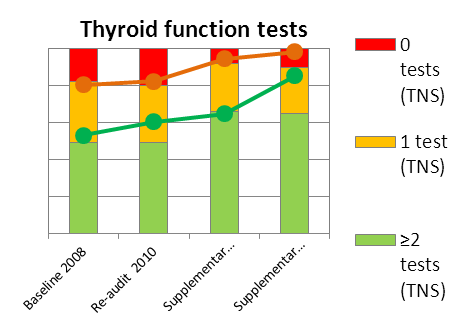 Thyroid function tests
0
tests
(TNS)
1 test
(TNS)
≥2
tests
(TNS)
Baseline 2008
Re-audit 2010
Supplementar...
Supplementar...